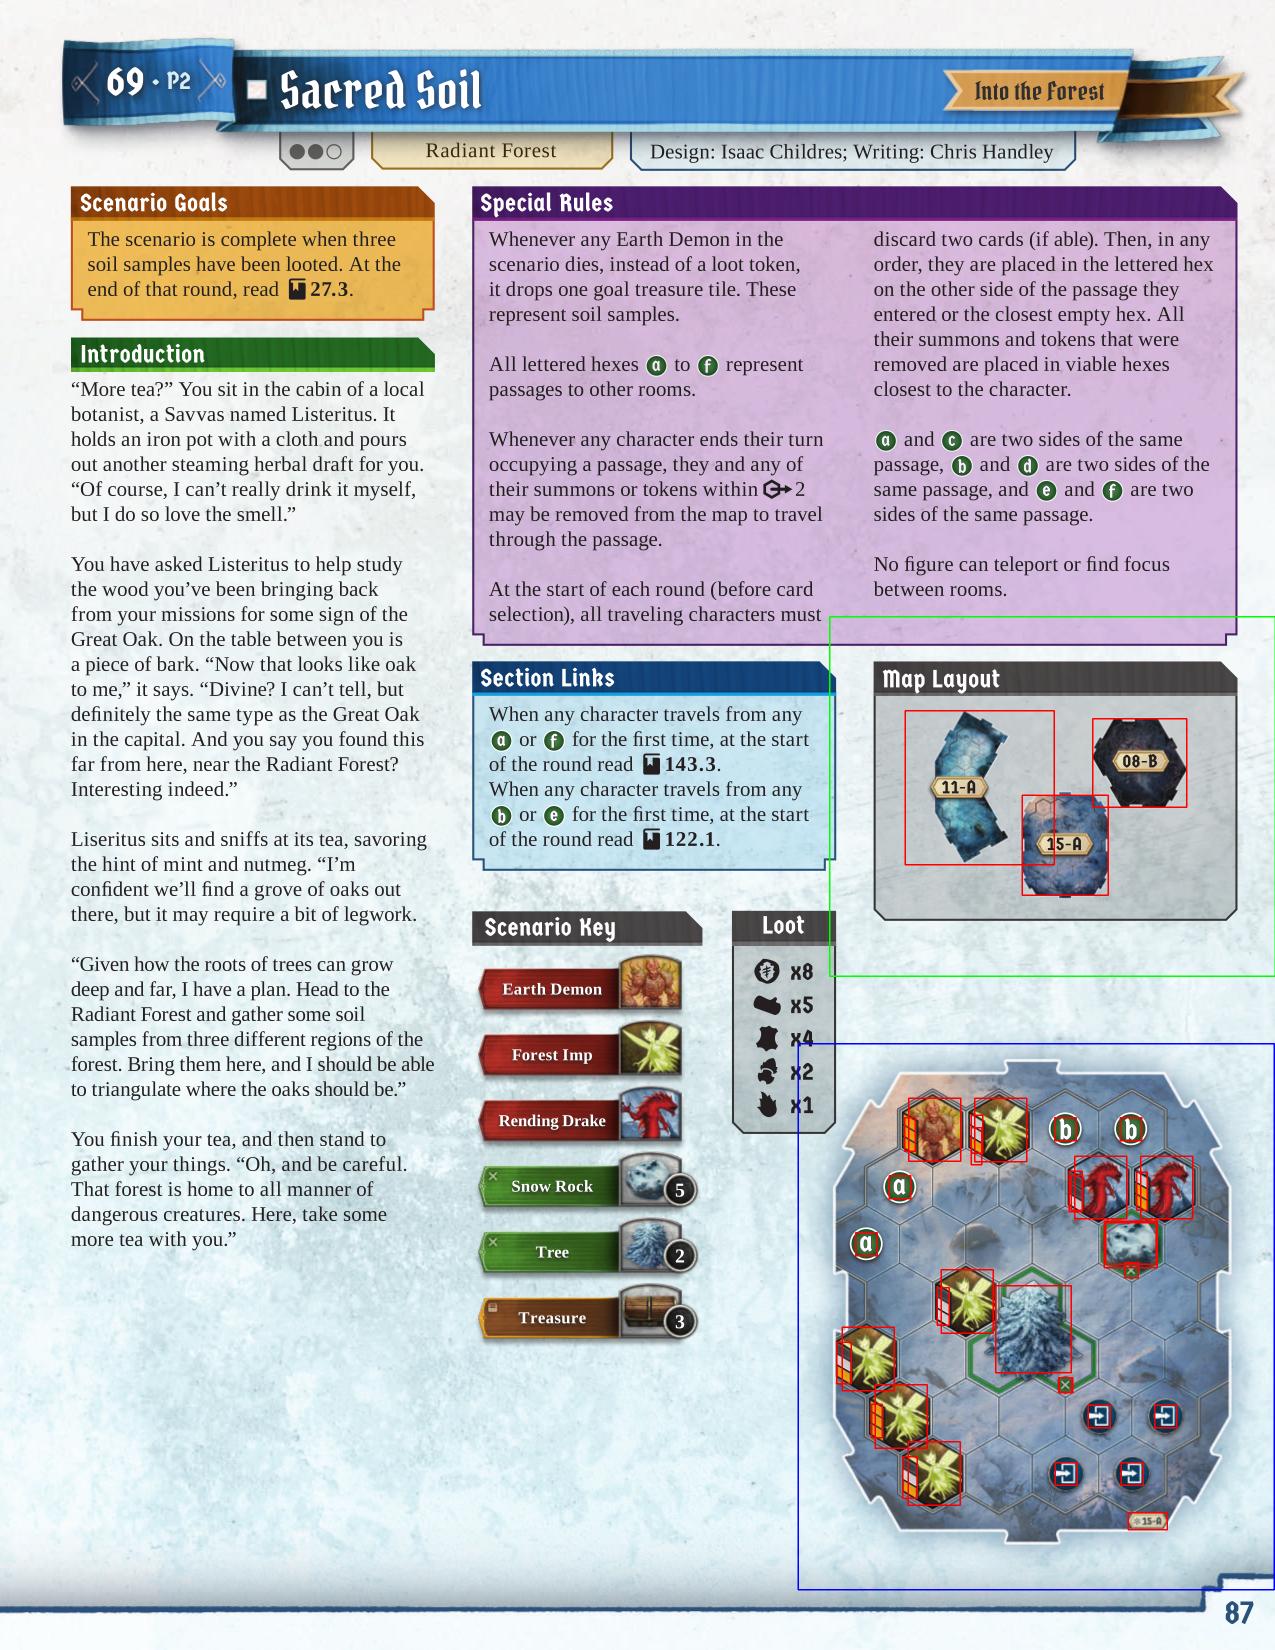 69 · P2
Sacred Soil
Into the Forest
Radiant Forest
Design: Isaac Childres; Writing: Chris Handley
Scenario Goals
The scenario is complete when three
soil samples have been looted. At the
end of that round, read 27.3.
Introduction
“More tea?” You sit in the cabin of a local
botanist, a Savvas named Listeritus. It
holds an iron pot with a cloth and pours
out another steaming herbal draft for you.
“Of course, I can’t really drink it myself,
but I do so love the smell.”
You have asked Listeritus to help study
the wood you’ve been bringing back
from your missions for some sign of the
Great Oak. On the table between you is
a piece of bark. “Now that looks like oak
to me,” it says. “Divine? I can’t tell, but
definitely the same type as the Great Oak
in the capital. And you say you found this
far from here, near the Radiant Forest?
Interesting indeed.”
Liseritus sits and sniffs at its tea, savoring
the hint of mint and nutmeg. “I’m
confident we’ll find a grove of oaks out
there, but it may require a bit of legwork.
“Given how the roots of trees can grow
deep and far, I have a plan. Head to the
Radiant Forest and gather some soil
samples from three different regions of the
forest. Bring them here, and I should be able
to triangulate where the oaks should be.”
You finish your tea, and then stand to
gather your things. “Oh, and be careful.
That forest is home to all manner of
dangerous creatures. Here, take some
more tea with you.”
Special Rules
Whenever any Earth Demon in the
scenario dies, instead of a loot token,
it drops one goal treasure tile. These
represent soil samples.
All lettered hexes a to f represent
passages to other rooms.
Whenever any character ends their turn
occupying a passage, they and any of
their summons or tokens within 2
may be removed from the map to travel
through the passage.
At the start of each round (before card
selection), all traveling characters must
discard two cards (if able). Then, in any
order, they are placed in the lettered hex
on the other side of the passage they
entered or the closest empty hex. All
their summons and tokens that were
removed are placed in viable hexes
closest to the character.
a and c are two sides of the same
passage, b and d are two sides of the
same passage, and e and f are two
sides of the same passage.
No figure can teleport or find focus
between rooms.
Section Links
When any character travels from any
a or f for the first time, at the start
of the round read 143.3.
When any character travels from any
b or e for the first time, at the start
of the round read 122.1.
Map Layout
11-A
08-B
15-A
Scenario Key
Earth Demon
Forest Imp
Rending Drake
Snow Rock
5
Tree
2
Treasure
3
Loot
x8
x5
x4
x2
x1
b
b
a
a
15-A
87